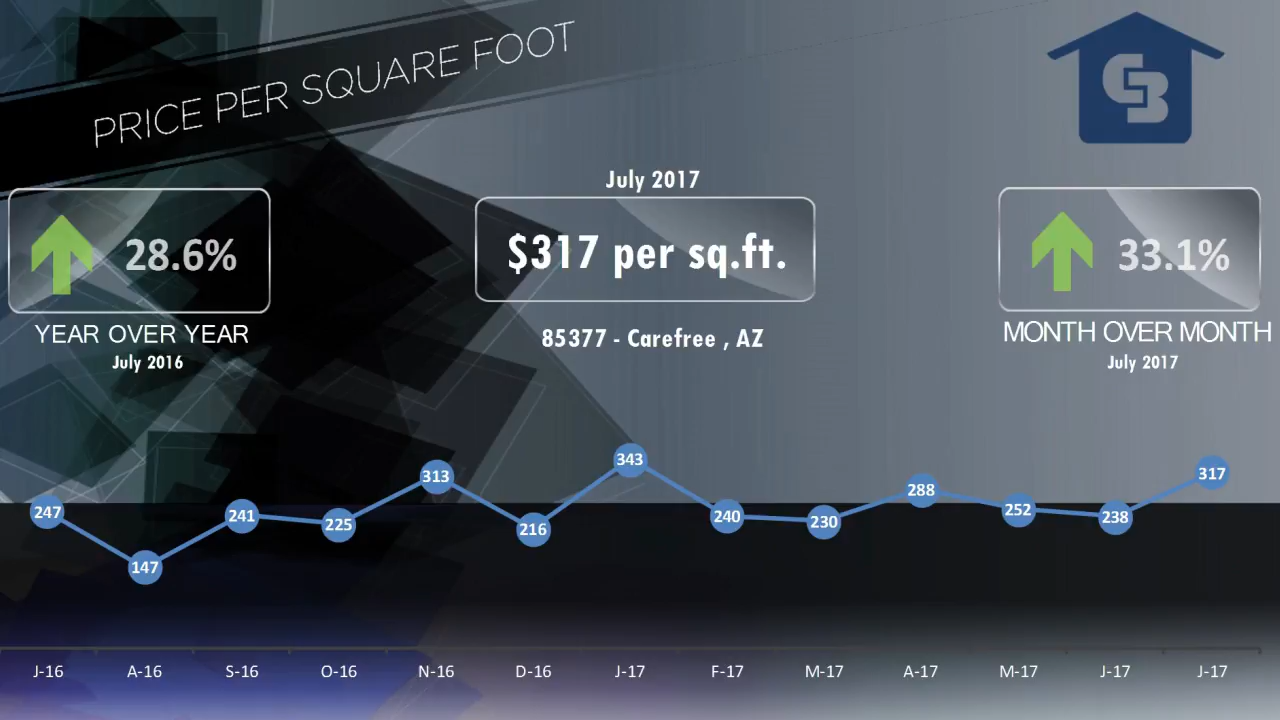 PRICE PER SQUARE FOOT
CB
July 2017
28.6%
$317 per sq.ft.
33.1%
YEAR OVER YEAR
85377 - Carefree , AZ
MONTH OVER MONTH
July 2016
July 2017
247 147 241 225 313 216 343 240 230 288 252 238 317
J-16 A-16 S-16 O-16 N-16 D-16 J-17 F-17 M-17 A-17 M-17 J-17 J-17